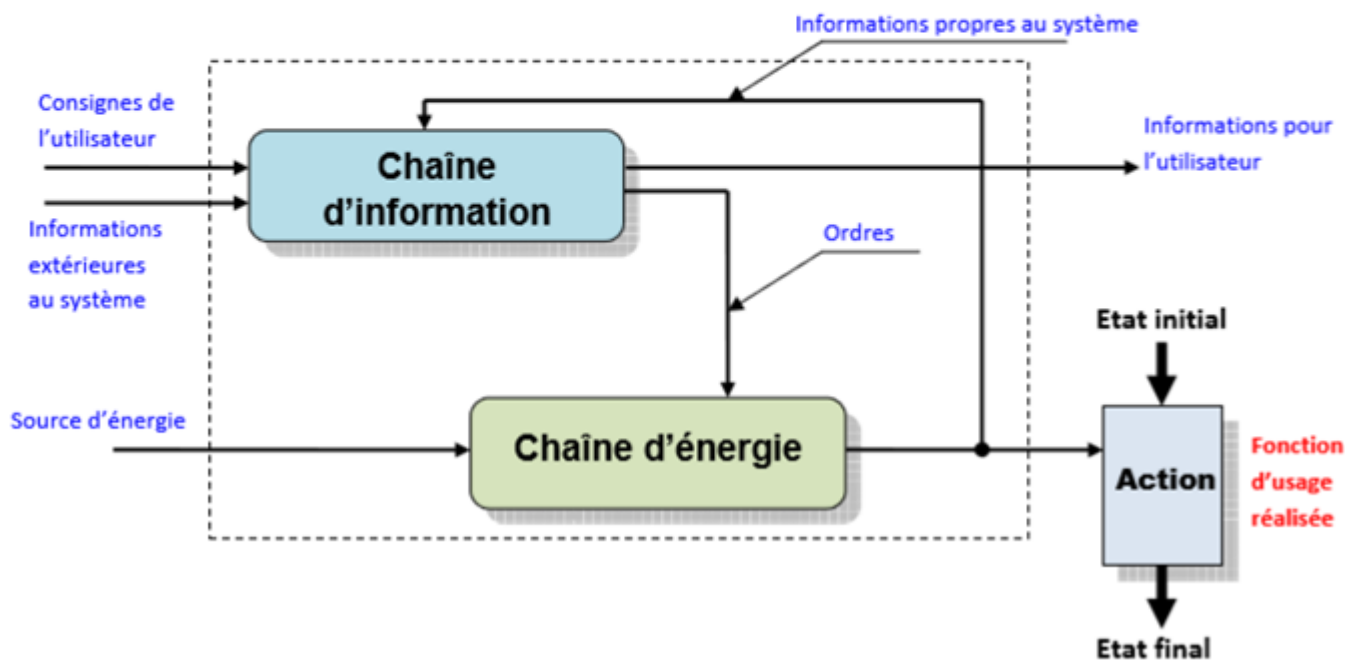 Informations propres au système
Consignes de
l'utilisateur
Informations pour
l'utilisateur
Chaîne
d'information
Informations
extérieures
au système
Ordres
Etat initial
Source d'énergie
Chaîne d'énergie
Action
Fonction
d'usage
réalisée
Etat final